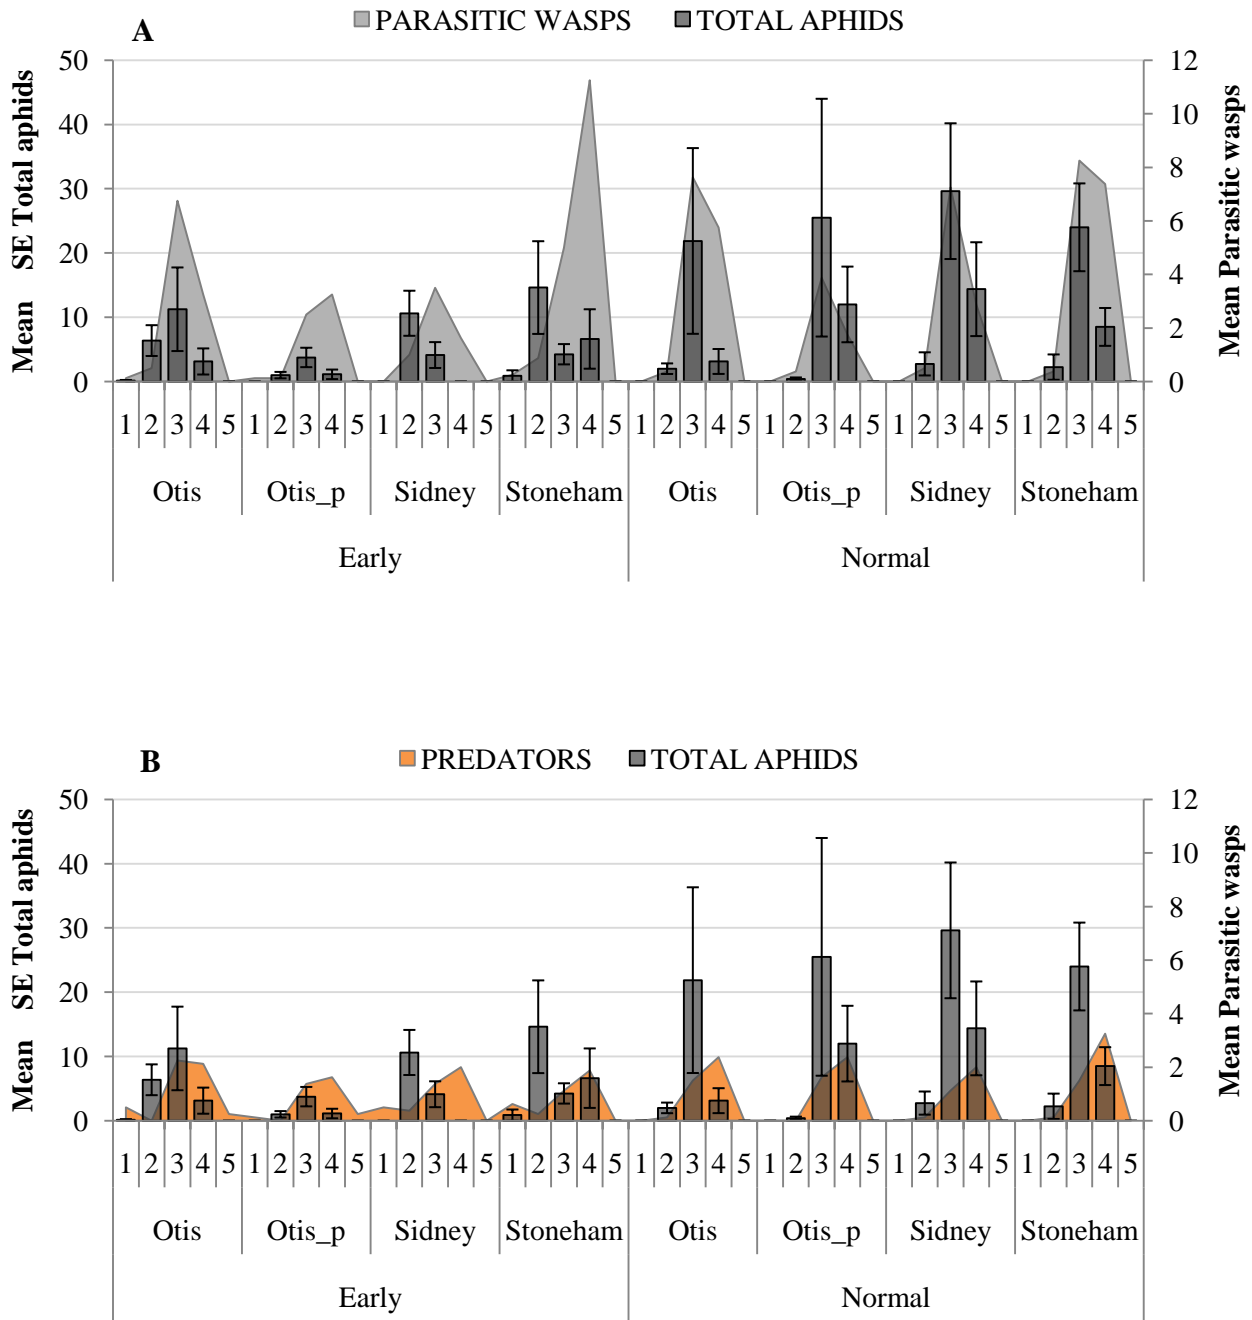 A
PARASITIC WASPS TOTAL APHIDS
Mean SE Total aphids
50
40
30
20
10
0
12
10
8
6
4
2
0
Mean Parasitic wasps
1 2 3 4 5 1 2 3 4 5 1 2 3 4 5 1 2 3 4 5 1 2 3 4 5 1 2 3 4 5 1 2 3 4 5 1 2 3 4 5
Otis Otis_p Sidney Stoneham Otis Otis_p Sidney Stoneham
Early Normal
B
PREDATORS TOTAL APHIDS
Mean SE Total aphids
50
40
30
20
10
0
12
10
8
6
4
2
0
Mean Parasitic wasps
1 2 3 4 5 1 2 3 4 5 1 2 3 4 5 1 2 3 4 5 1 2 3 4 5 1 2 3 4 5 1 2 3 4 5 1 2 3 4 5
Otis Otis_p Sidney Stoneham Otis Otis_p Sidney Stoneham
Early Normal